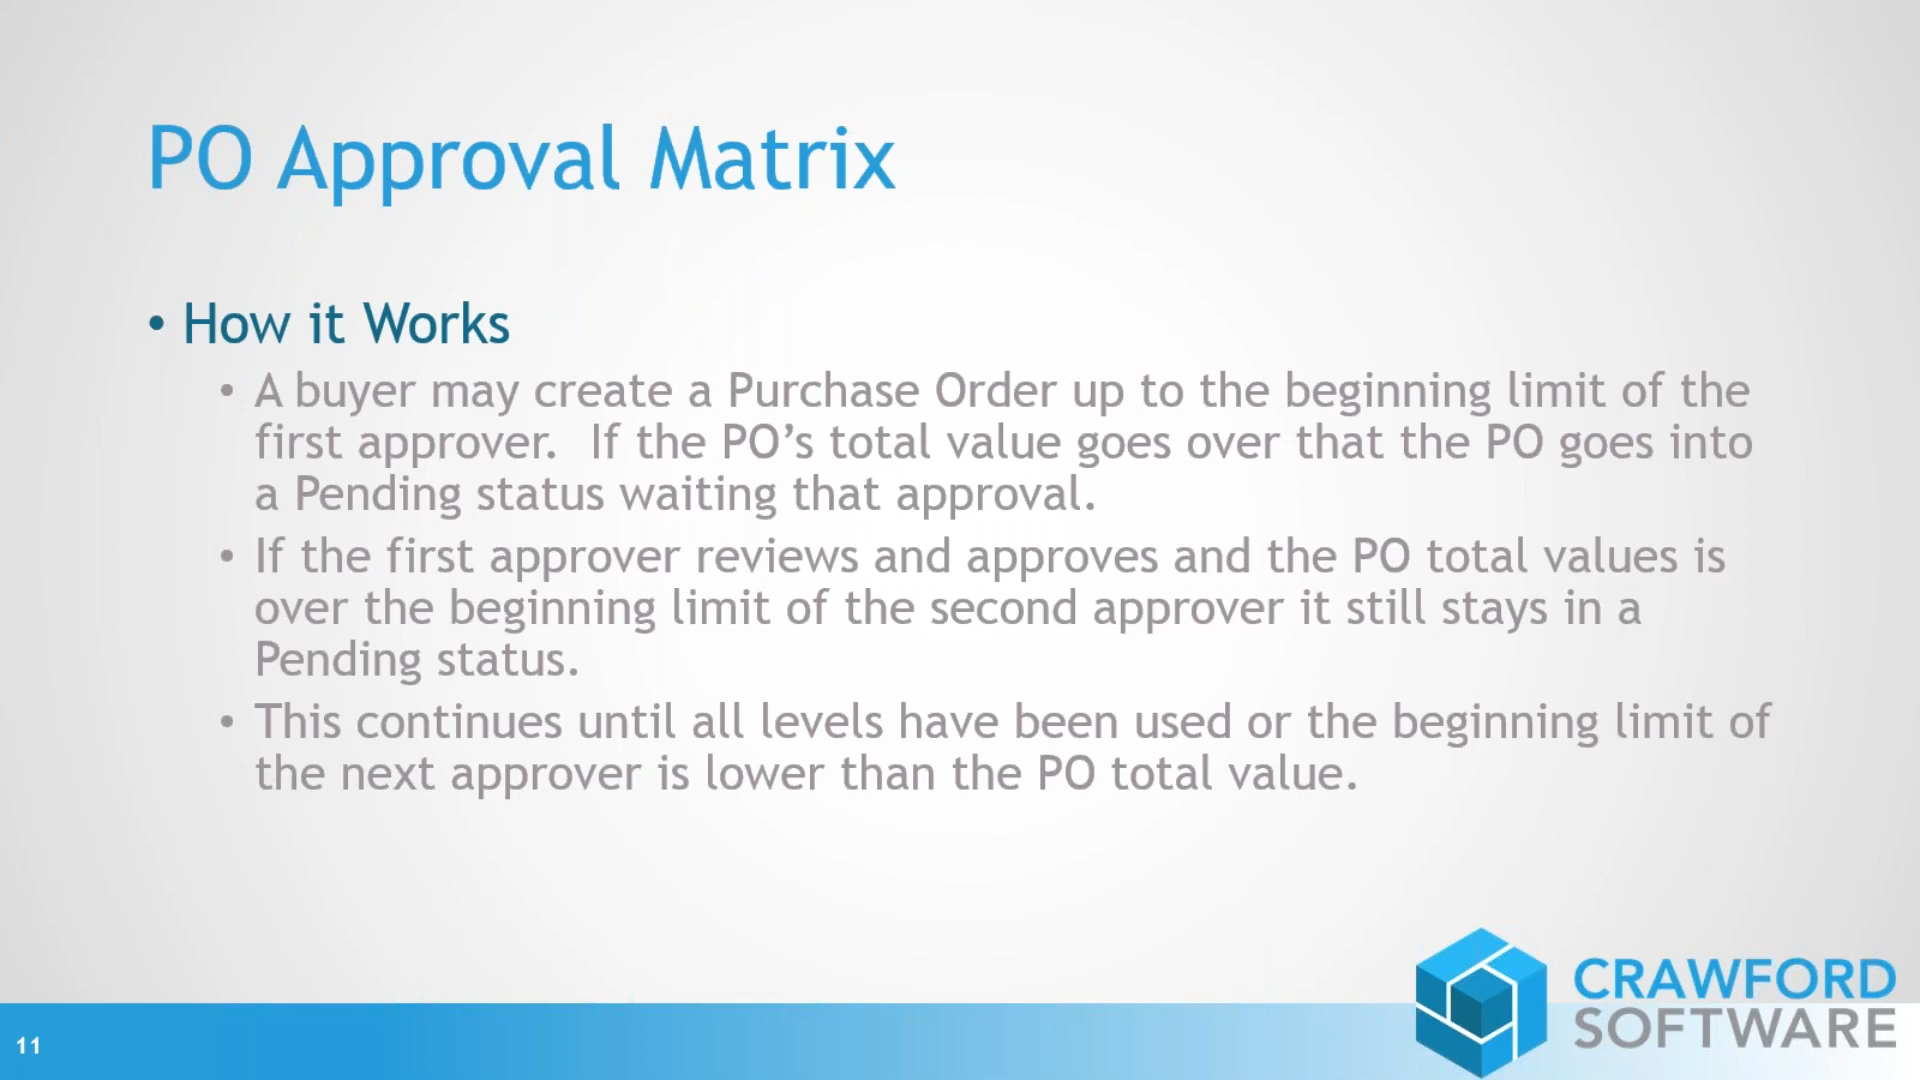 PO Approval Matrix
• How it Works
• A buyer may create a Purchase Order up to the beginning limit of the
first approver.  If the PO’s total value goes over that the PO goes into
a Pending status waiting that approval.
• If the first approver reviews and approves and the PO total values is
over the beginning limit of the second approver it still stays in a
Pending status.
• This continues until all levels have been used or the beginning limit of
the next approver is lower than the PO total value.
CRAWFORD
SOFTWARE
11